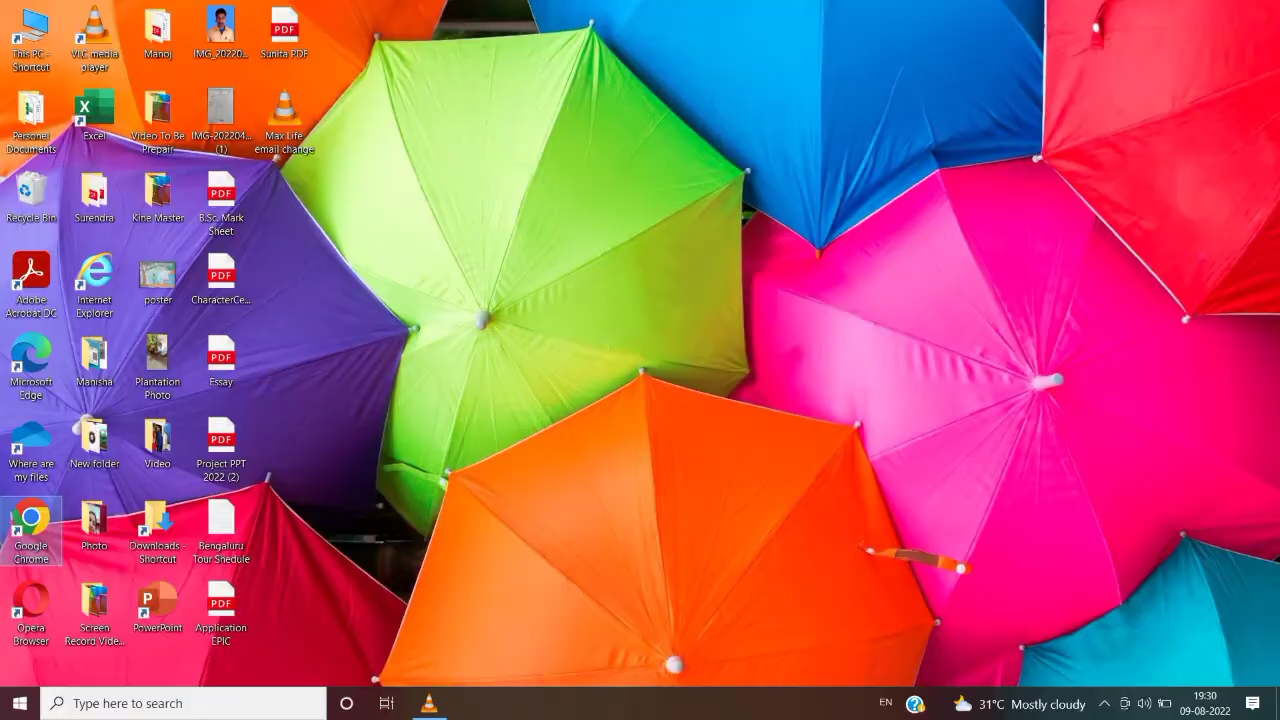 This PC -
Shortcut
VLC media
player
Manoj
IMG_20220...
Sunita PDF
PDF
Personel
Documents
Excel
Video To Be
Prepair
IMG-202204...
(1)
Max Life
email change
Recycle Bin
Surendra
Kine Master
PDF
B.Sc. Mark
Sheet
Adobe
Acrobat DC
Internet
Explorer
poster
PDF
CharacterCe...
Microsoft
Edge
Manisha
Plantation
Photo
PDF
Essay
Where are
my files
New folder
Video
PDF
Project PPT
2022 (2)
Google
Chrome
Photo
Downloads -
Shortcut
Bengaluru
Tour Shedule
Opera
Browser
Screen
Record Vide...
PowerPoint
PDF
Application
EPIC
Type here to search
EN
31°C Mostly cloudy
19:30
09-08-2022